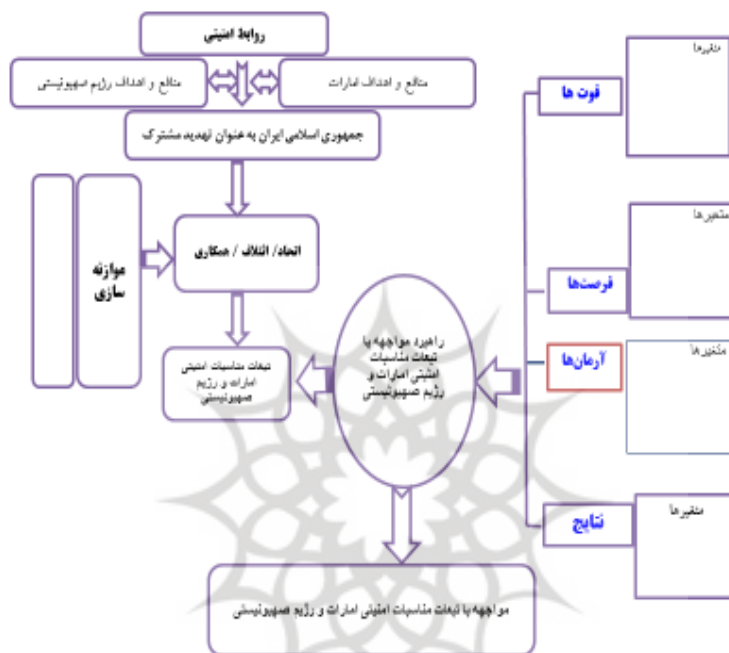 روابط امنیتی
منافع و اهداف امارات
منافع و اهداف رژیم صهیونیستی
جمهوری اسلامی ایران به عنوان تهدید مشترک
موازنه
سازی
اتحاد/ ائتلاف / همکاری
تبعات مناسبات امنیتی
امارات و رژیم
صهیونیستی
راهبرد مواجهه با
تبعات مناسبات
امنیتی امارات و
رژیم صهیونیستی
مواجهه با تبعات مناسبات امنیتی امارات و رژیم صهیونیستی
قوت ها
متغیرها
فرصت‌ها
متغیرها
آرمان‌ها
متغیرها
نتایج
متغیرها